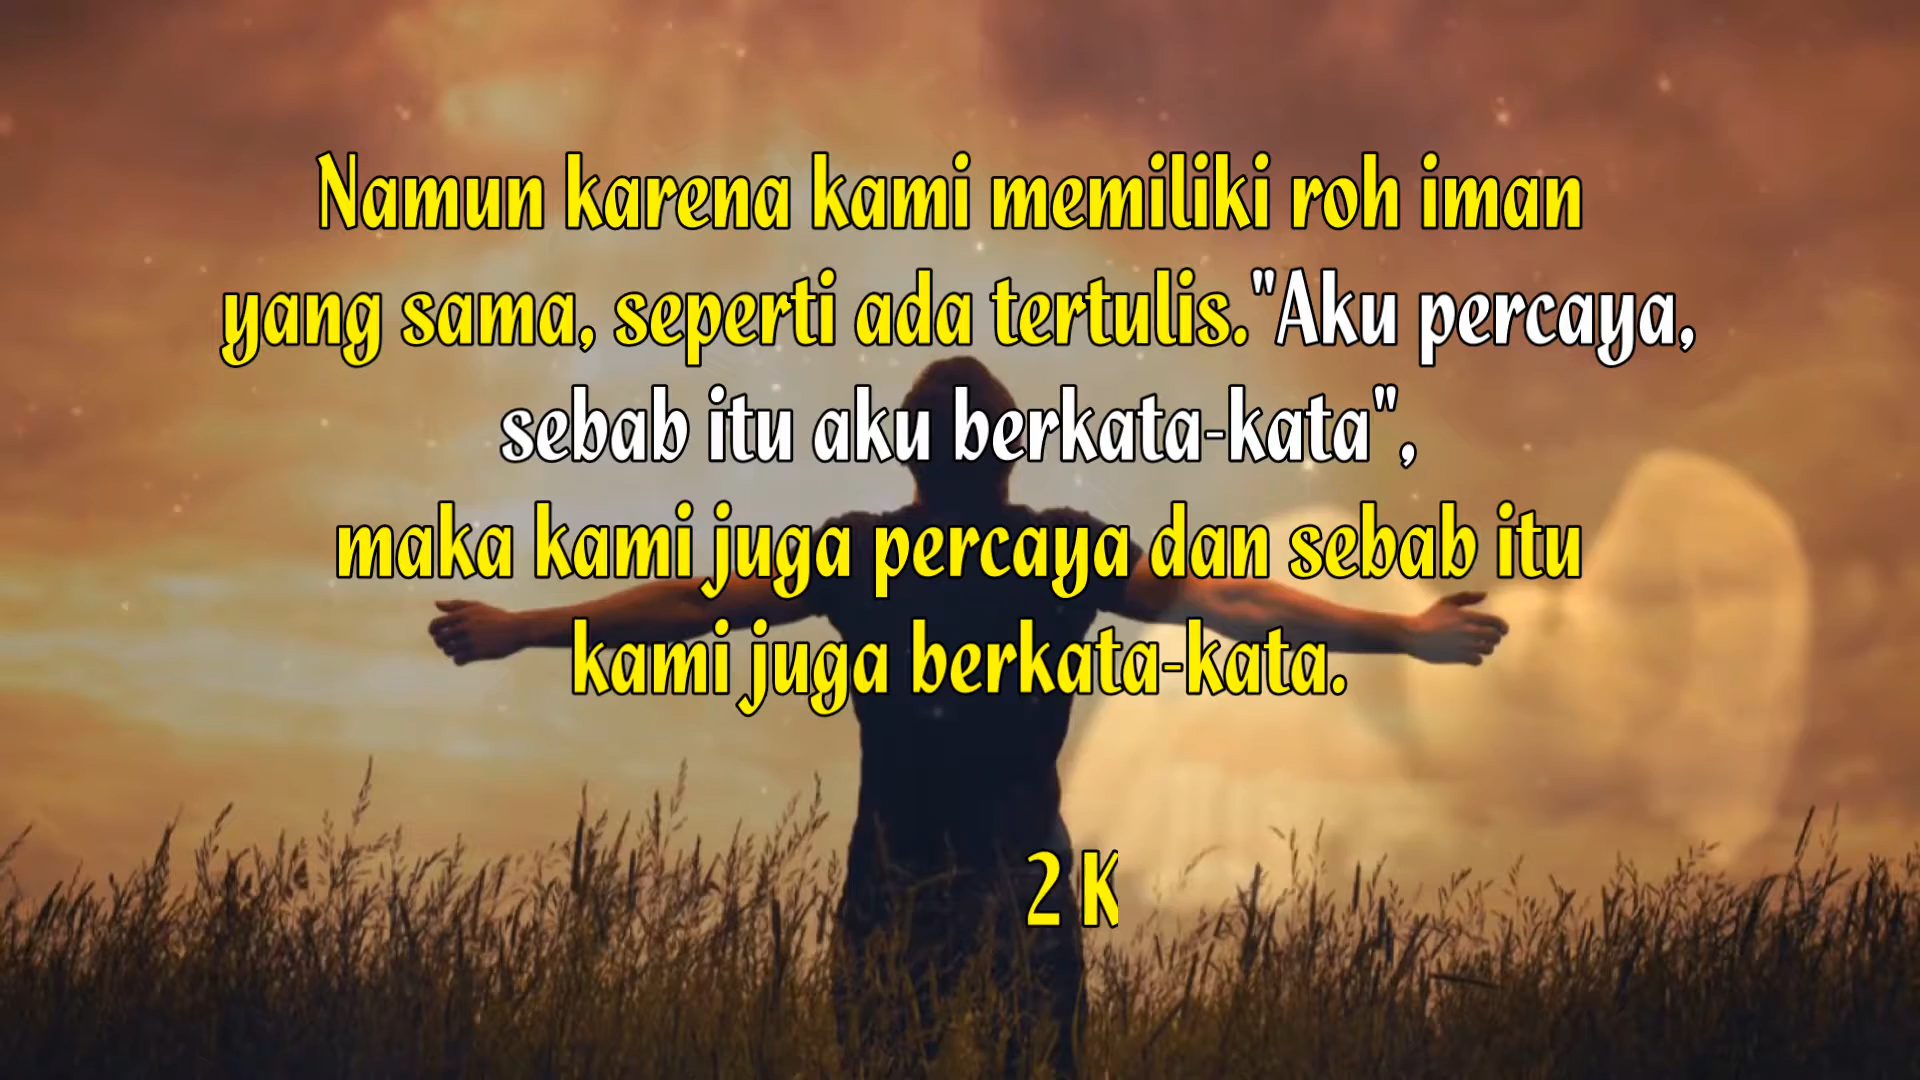 Namun karena kami memiliki roh iman
yang sama, seperti ada tertulis."Aku percaya,
sebab itu aku berkata-kata",
maka kami juga percaya dan sebab itu
kami juga berkata-kata.
2 K